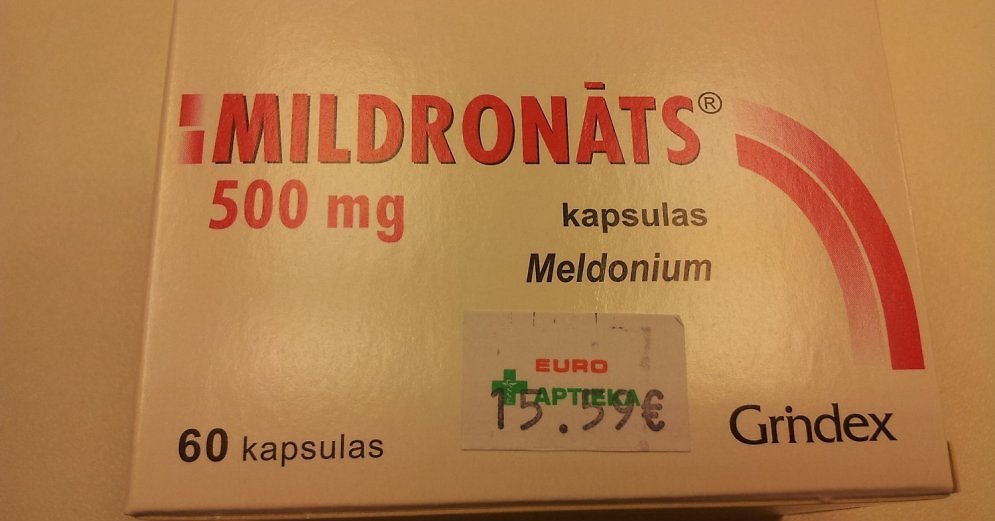 MILDRONĀTS®
500 mg
kapsulas
Meldonium
EURO
APTIEKA
15.59€
60 kapsulas
Grindex